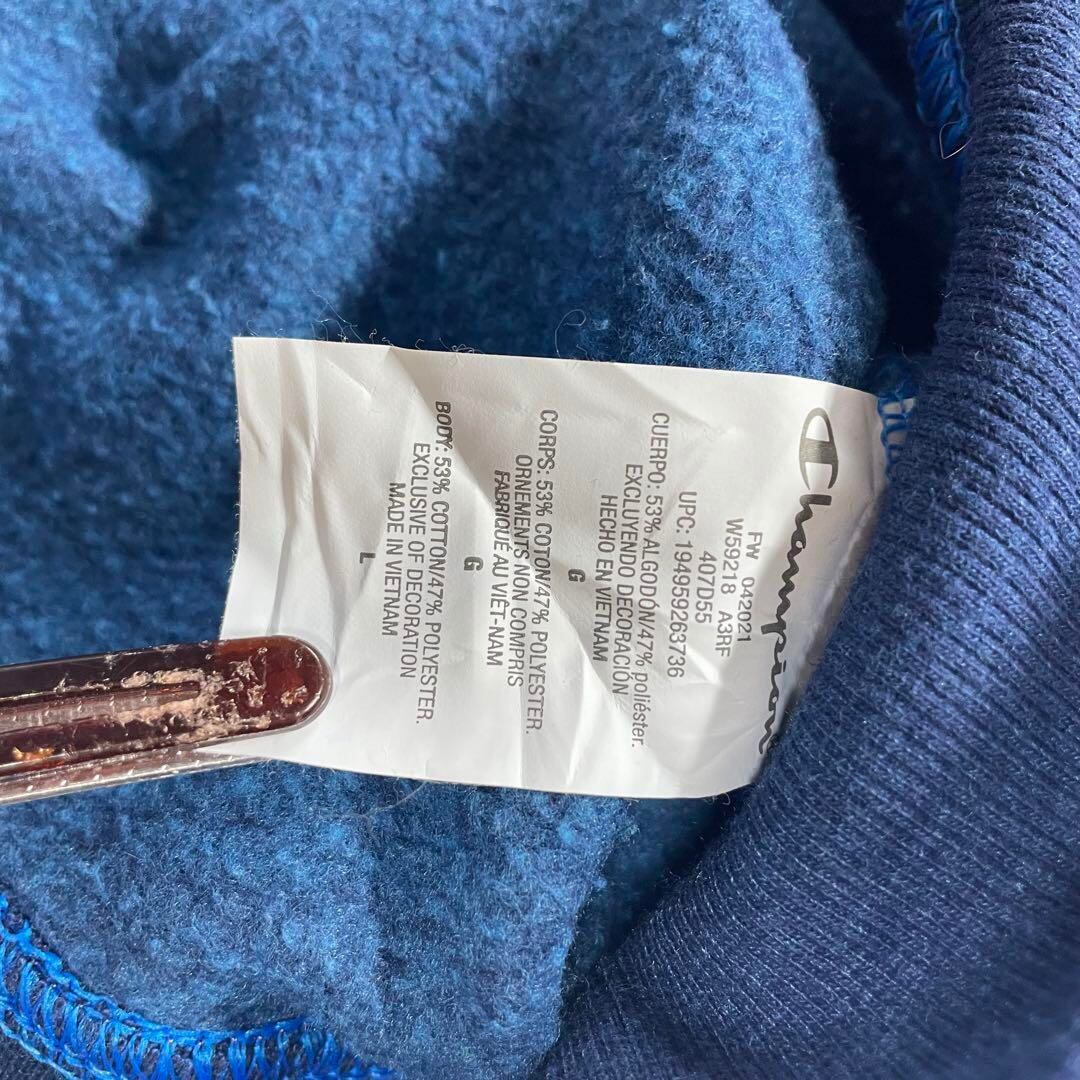 Champion
FW 042021
W59218 A3RF
407D55
UPC: 194959263736
CUERPO: 53% ALGODÓN/47% poliéster.
EXCLUYENDO DECORACIÓN
HECHO EN VIETNAM
G
CORPS: 53% COTON/47% POLYESTER.
ORNEMENTS NON COMPRIS
FABRIQUÉ AU VIÊT-NAM
G
BODY: 53% COTTON/47% POLYESTER.
EXCLUSIVE OF DECORATION
MADE IN VIETNAM
L